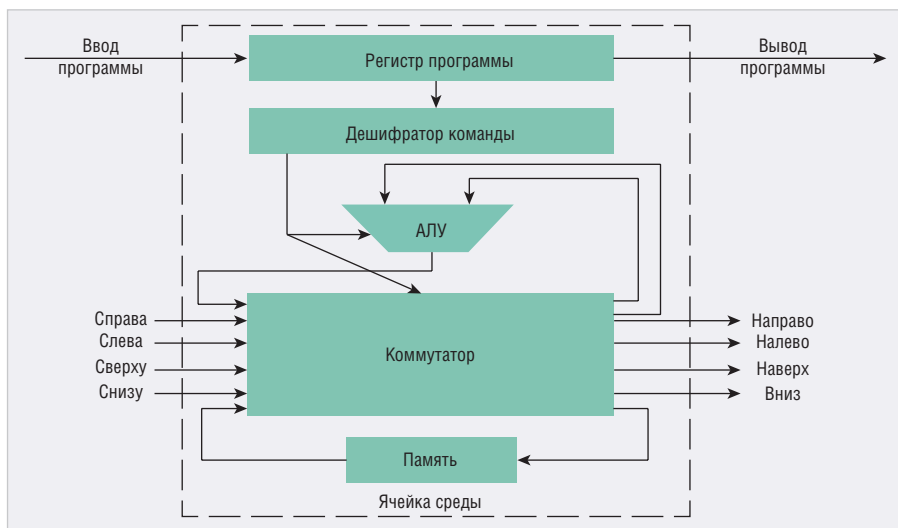 Ввод
программы
Регистр программы
Вывод
программы
Дешифратор команды
АЛУ
Справа
Слева
Сверху
Снизу
Коммутатор
Направо
Налево
Наверх
Вниз
Память
Ячейка среды